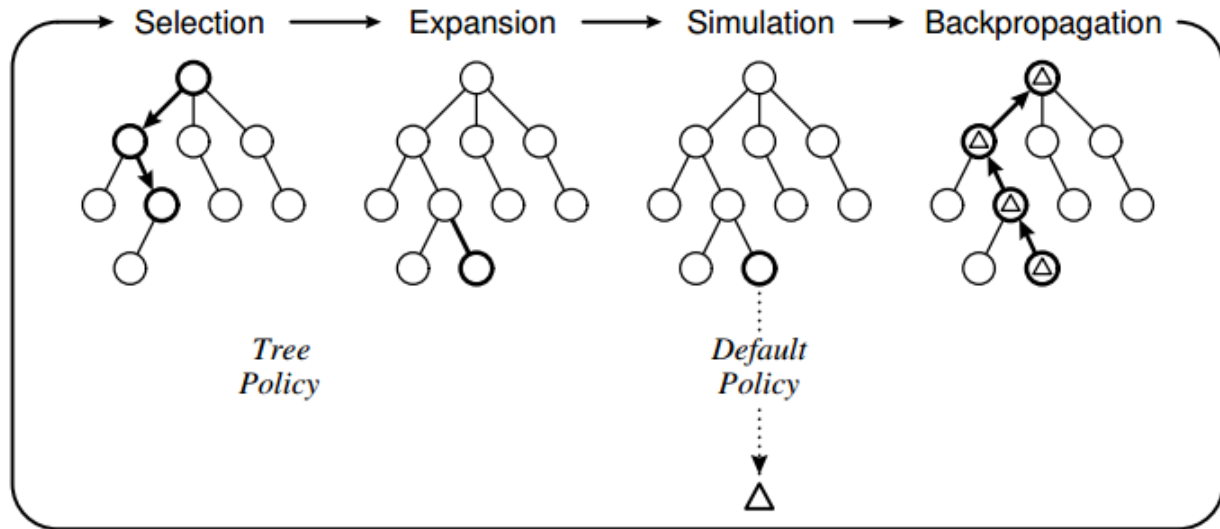 Selection Expansion Simulation Backpropagation
Tree
Policy
Default
Policy